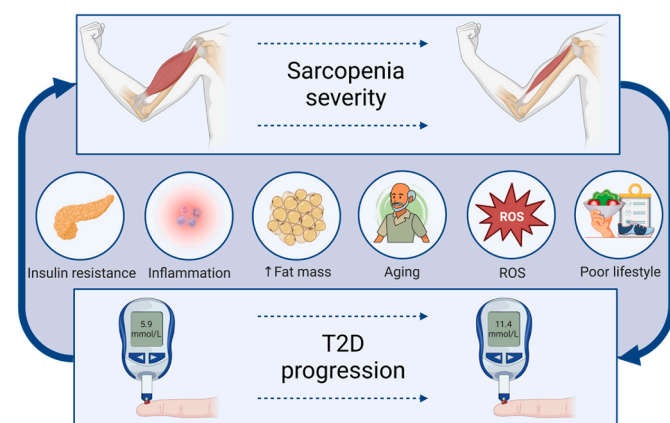 Sarcopenia
severity
ROS
Insulin resistance
Inflammation
↑Fat mass
Aging
ROS
Poor lifestyle
5.9
mmol/L
T2D
progression
11.4
mmol/L